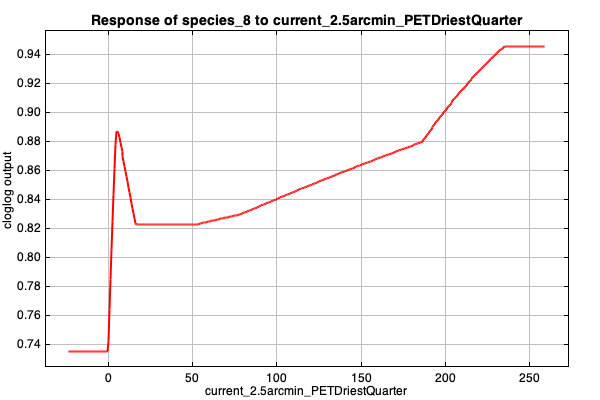 Response of species_8 to current_2.5arcmin_PETDriestQuarter
cloglog output
0.94
0.92
0.90
0.88
0.86
0.84
0.82
0.80
0.78
0.76
0.74
0 50 100 150 200 250
current_2.5arcmin_PETDriestQuarter